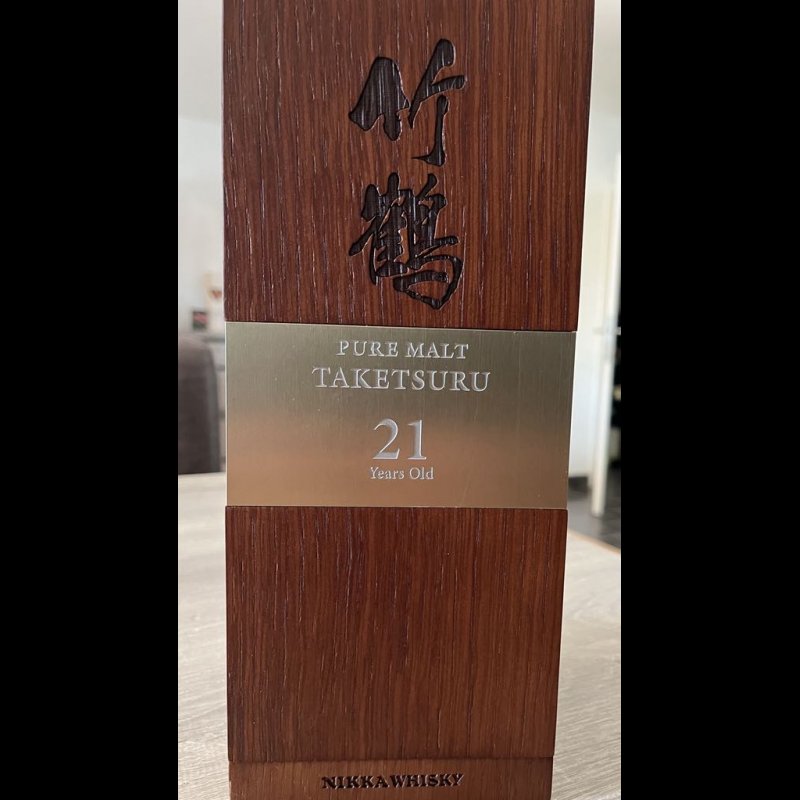 竹
鶴
PURE MALT
TAKETSURU
21
Years Old
NIKKA WHISKY